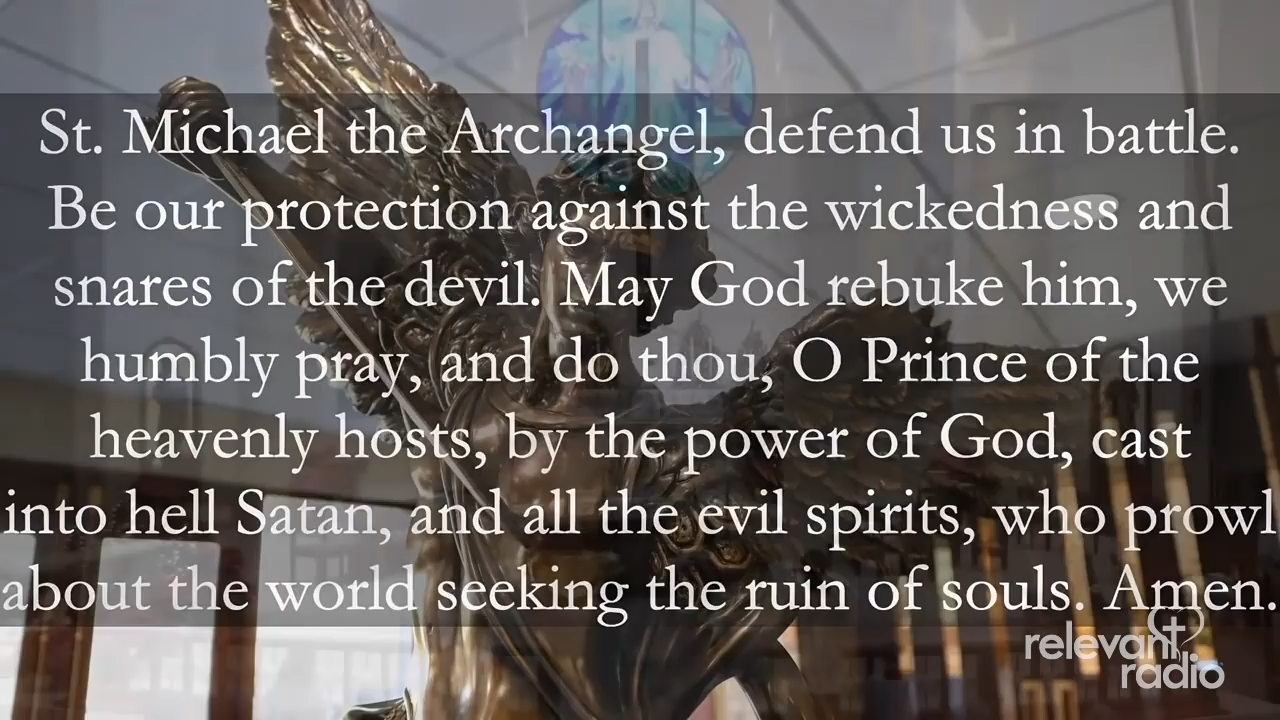 St. Michael the Archangel, defend us in battle.
Be our protection against the wickedness and
snares of the devil. May God rebuke him, we
humbly pray, and do thou, O Prince of the
heavenly hosts, by the power of God, cast
into hell Satan, and all the evil spirits, who prowl
about the world seeking the ruin of souls. Amen.
relevant
radio